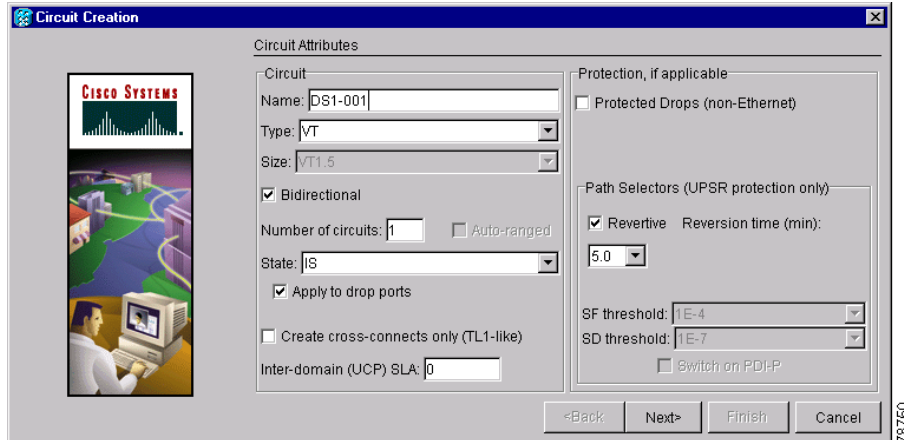 Circuit Creation
Circuit Attributes
CISCO SYSTEMS
Circuit
Name: DS1-001
Type: VT
Size: VT1.5
Bidirectional
Number of circuits: 1 Auto-ranged
State: IS
Apply to drop ports
Create cross-connects only (TL1-like)
Inter-domain (UCP) SLA: 0
Protection, if applicable
Protected Drops (non-Ethernet)
Path Selectors (UPSR protection only)
Revertive Reversion time (min):
5.0
SF threshold: 1E-4
SD threshold: 1E-7
Switch on PDI-P
<Back Next> Finish Cancel
78750